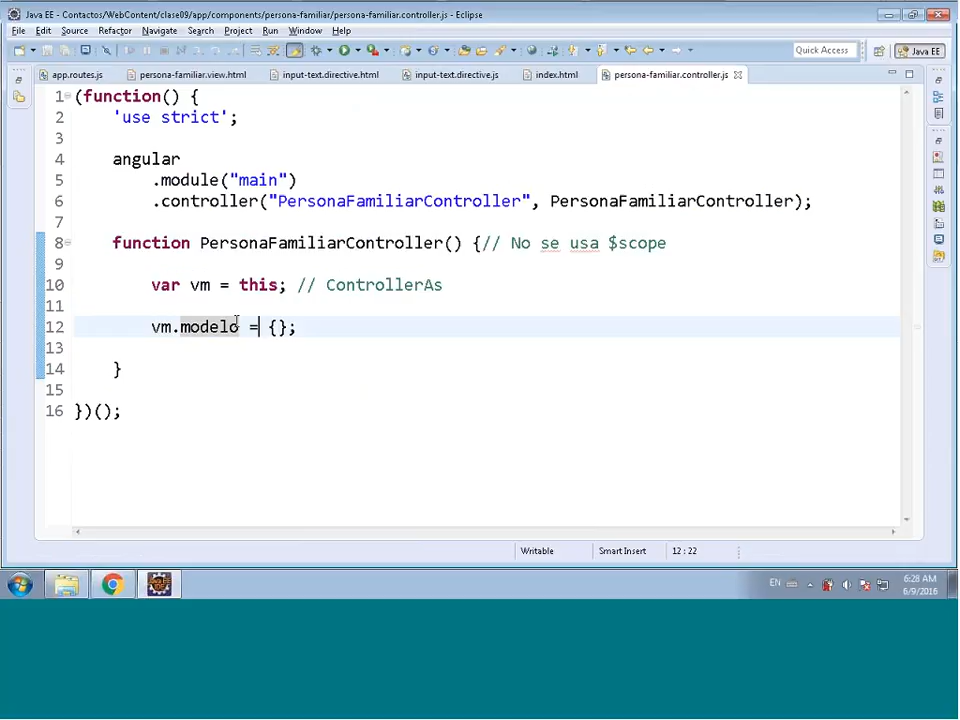 Java EE - Contactos/WebContent/clase09/app/components/persona-familiar/persona-familiar.controller.js - Eclipse
File Edit Source Refactor Navigate Search Project Run Window Help
Quick Access Java EE
app.routes.js persona-familiar.view.html input-text.directive.html input-text.directive.js index.html persona-familiar.controller.js
1 (function() {
2 'use strict';
3
4 angular
5 .module("main")
6 .controller("PersonaFamiliarController", PersonaFamiliarController);
7
8 function PersonaFamiliarController() {// No se usa $scope
9
10 var vm = this; // ControllerAs
11
12 vm.modelo = {};
13
14 }
15
16 })();
Writable Smart Insert 12 : 22
EN 6:28 AM
6/9/2016